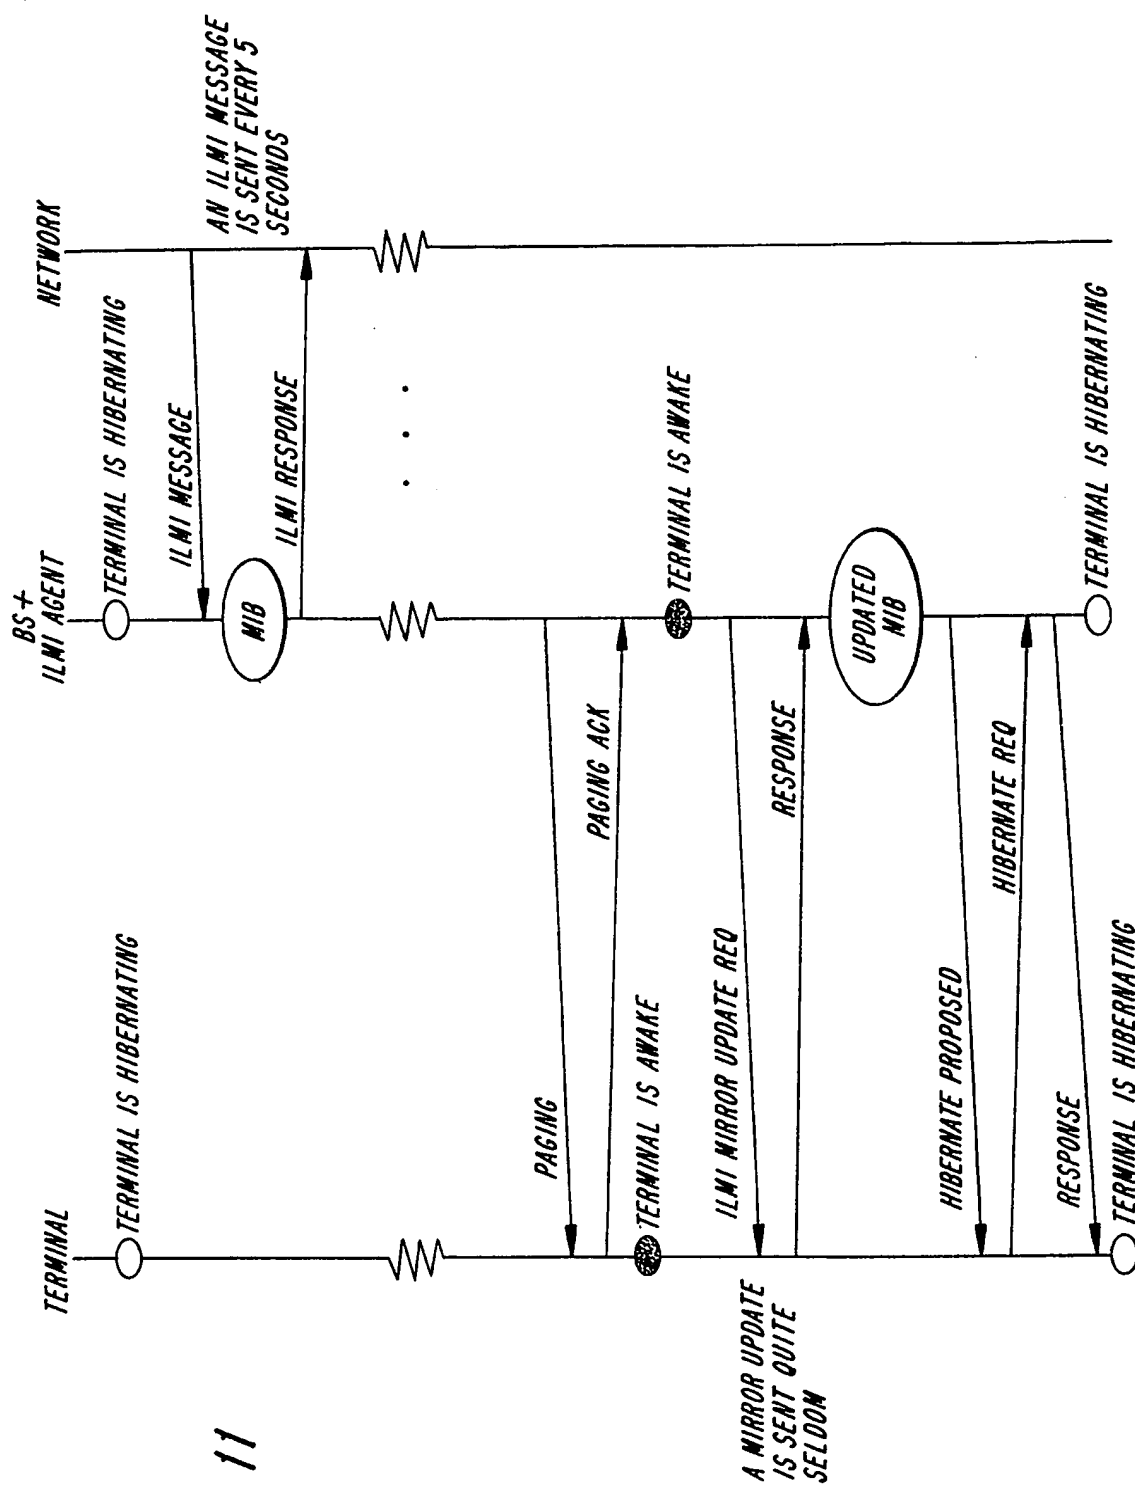 TERMINAL
BS+
ILMI AGENT
NETWORK
TERMINAL IS HIBERNATING
TERMINAL IS HIBERNATING
ILMI MESSAGE
AN ILMI MESSAGE
IS SENT EVERY 5
SECONDS
MIB
ILMI RESPONSE
PAGING
PAGING ACK
TERMINAL IS AWAKE
TERMINAL IS AWAKE
ILMI MIRROR UPDATE REQ
A MIRROR UPDATE
IS SENT QUITE
SELDOM
RESPONSE
UPDATED
MIB
HIBERNATE PROPOSED
HIBERNATE REQ
RESPONSE
TERMINAL IS HIBERNATING
TERMINAL IS HIBERNATING
11